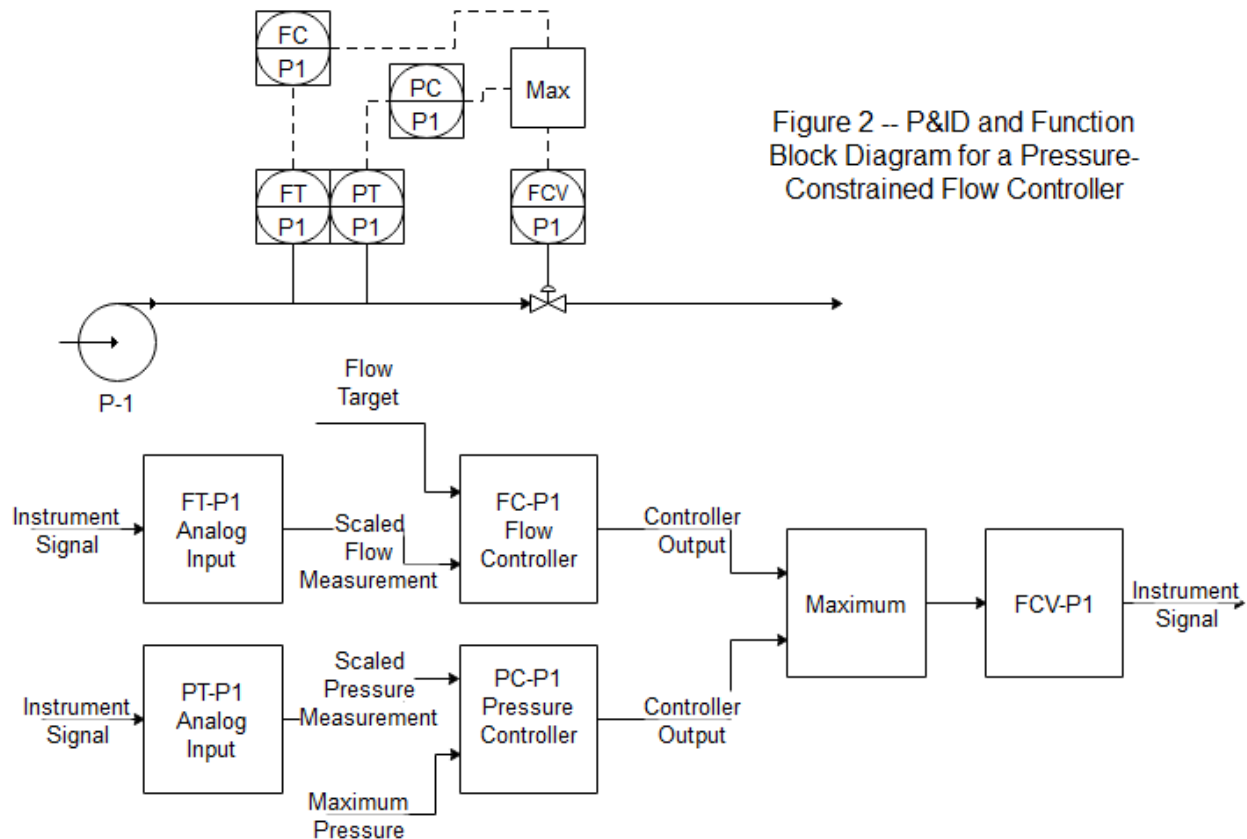 FC
P1
PC
P1
Max
FT
P1
PT
P1
FCV
P1
Figure 2 -- P&ID and Function
Block Diagram for a Pressure-
Constrained Flow Controller
P-1
Flow
Target
Instrument
Signal
FT-P1
Analog
Input
Scaled
Flow
Measurement
FC-P1
Flow
Controller
Controller
Output
Maximum
FCV-P1
Instrument
Signal
Instrument
Signal
PT-P1
Analog
Input
Scaled
Pressure
Measurement
PC-P1
Pressure
Controller
Controller
Output
Maximum
Pressure